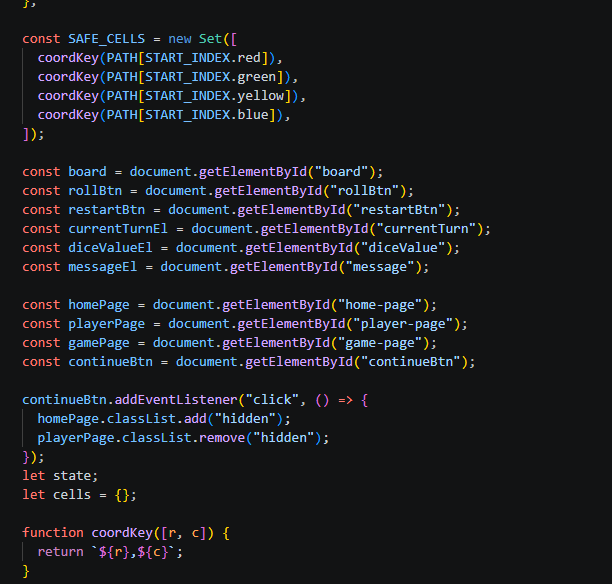 };
const SAFE_CELLS = new Set([
  coordKey(PATH[START_INDEX.red]),
  coordKey(PATH[START_INDEX.green]),
  coordKey(PATH[START_INDEX.yellow]),
  coordKey(PATH[START_INDEX.blue]),
]);
const board = document.getElementById("board");
const rollBtn = document.getElementById("rollBtn");
const restartBtn = document.getElementById("restartBtn");
const currentTurnEl = document.getElementById("currentTurn");
const diceValueEl = document.getElementById("diceValue");
const messageEl = document.getElementById("message");
const homePage = document.getElementById("home-page");
const playerPage = document.getElementById("player-page");
const gamePage = document.getElementById("game-page");
const continueBtn = document.getElementById("continueBtn");
continueBtn.addEventListener("click", () => {
  homePage.classList.add("hidden");
  playerPage.classList.remove("hidden");
});
let state;
let cells = {};
function coordKey([r, c]) {
  return `${r},${c}`;
}